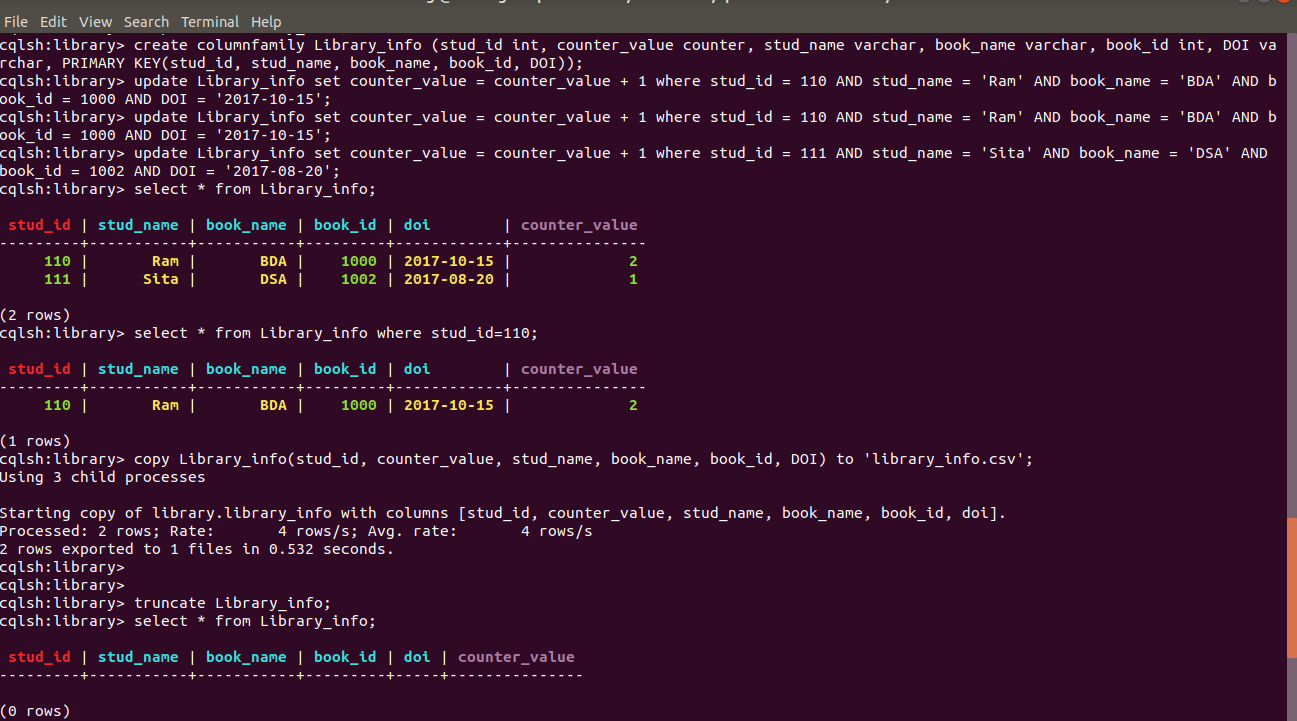 File Edit View Search Terminal Help
cqlsh:library> create columnfamily Library_info (stud_id int, counter_value counter, stud_name varchar, book_name varchar, book_id int, DOI va
rchar, PRIMARY KEY(stud_id, stud_name, book_name, book_id, DOI));
cqlsh:library> update Library_info set counter_value = counter_value + 1 where stud_id = 110 AND stud_name = 'Ram' AND book_name = 'BDA' AND b
ook_id = 1000 AND DOI = '2017-10-15';
cqlsh:library> update Library_info set counter_value = counter_value + 1 where stud_id = 110 AND stud_name = 'Ram' AND book_name = 'BDA' AND b
ook_id = 1000 AND DOI = '2017-10-15';
cqlsh:library> update Library_info set counter_value = counter_value + 1 where stud_id = 111 AND stud_name = 'Sita' AND book_name = 'DSA' AND
book_id = 1002 AND DOI = '2017-08-20';
cqlsh:library> select * from Library_info;
 stud_id | stud_name | book_name | book_id | doi        | counter_value
---------+-----------+-----------+---------+------------+---------------
     110 |       Ram |       BDA |    1000 | 2017-10-15 |             2
     111 |      Sita |       DSA |    1002 | 2017-08-20 |             1
(2 rows)
cqlsh:library> select * from Library_info where stud_id=110;
 stud_id | stud_name | book_name | book_id | doi        | counter_value
---------+-----------+-----------+---------+------------+---------------
     110 |       Ram |       BDA |    1000 | 2017-10-15 |             2
(1 rows)
cqlsh:library> copy Library_info(stud_id, counter_value, stud_name, book_name, book_id, DOI) to 'library_info.csv';
Using 3 child processes
Starting copy of library.library_info with columns [stud_id, counter_value, stud_name, book_name, book_id, doi].
Processed: 2 rows; Rate:       4 rows/s; Avg. rate:       4 rows/s
2 rows exported to 1 files in 0.532 seconds.
cqlsh:library>
cqlsh:library>
cqlsh:library> truncate Library_info;
cqlsh:library> select * from Library_info;
 stud_id | stud_name | book_name | book_id | doi | counter_value
---------+-----------+-----------+---------+-----+---------------
(0 rows)